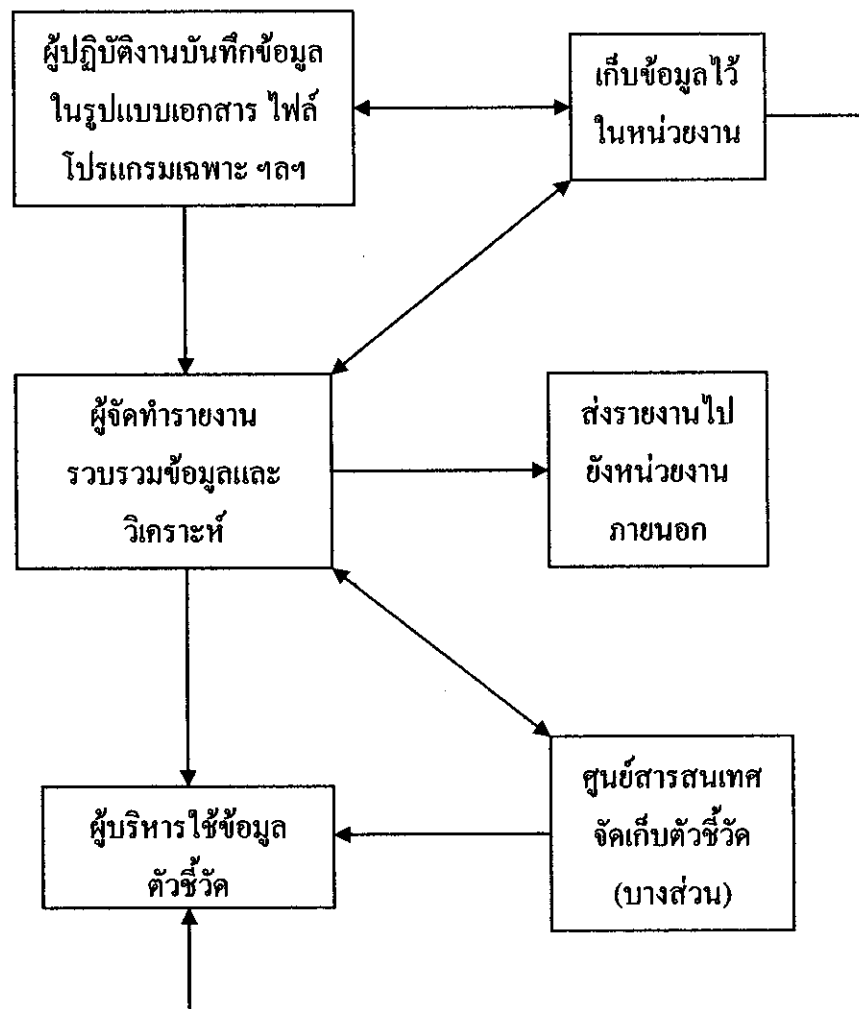 ผู้ปฏิบัติงานบันทึกข้อมูล
ในรูปแบบเอกสาร ไฟล์
โปรแกรมเฉพาะ ฯลฯ
เก็บข้อมูลไว้
ในหน่วยงาน
ผู้จัดทำรายงาน
รวบรวมข้อมูลและ
วิเคราะห์
ส่งรายงานไป
ยังหน่วยงาน
ภายนอก
ผู้บริหารใช้ข้อมูล
ตัวชี้วัด
ศูนย์สารสนเทศ
จัดเก็บตัวชี้วัด
(บางส่วน)